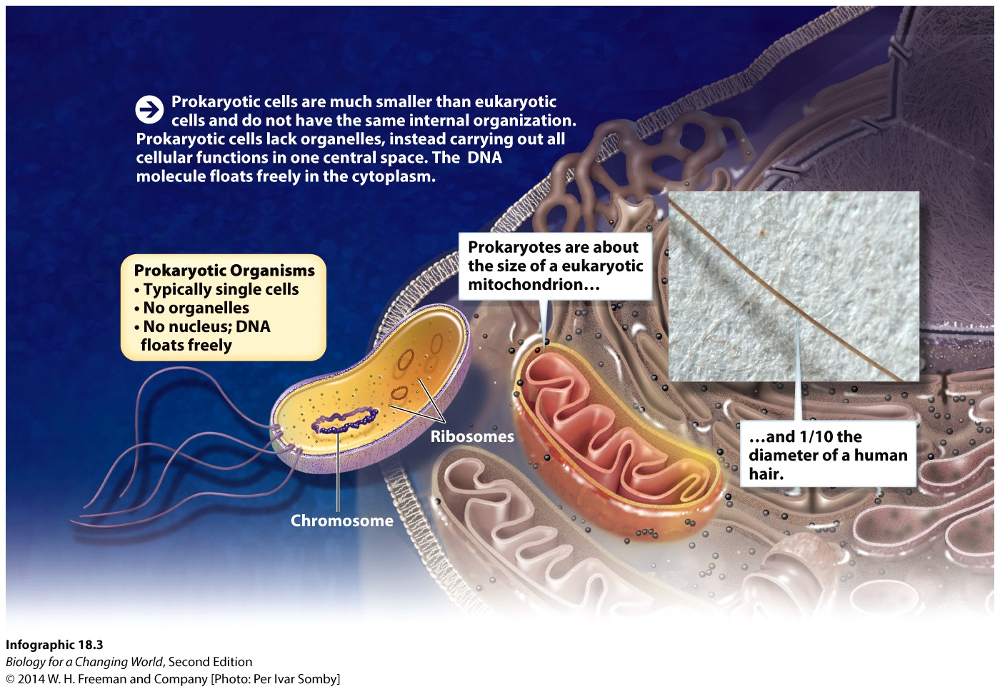 Prokaryotic cells are much smaller than eukaryotic
cells and do not have the same internal organization.
Prokaryotic cells lack organelles, instead carrying out all
cellular functions in one central space. The DNA
molecule floats freely in the cytoplasm.
Prokaryotic Organisms
• Typically single cells
• No organelles
• No nucleus; DNA
floats freely
Prokaryotes are about
the size of a eukaryotic
mitochondrion…
…and 1/10 the
diameter of a human
hair.
Ribosomes
Chromosome
Infographic 18.3
Biology for a Changing World, Second Edition
© 2014 W. H. Freeman and Company [Photo: Per Ivar Somby]